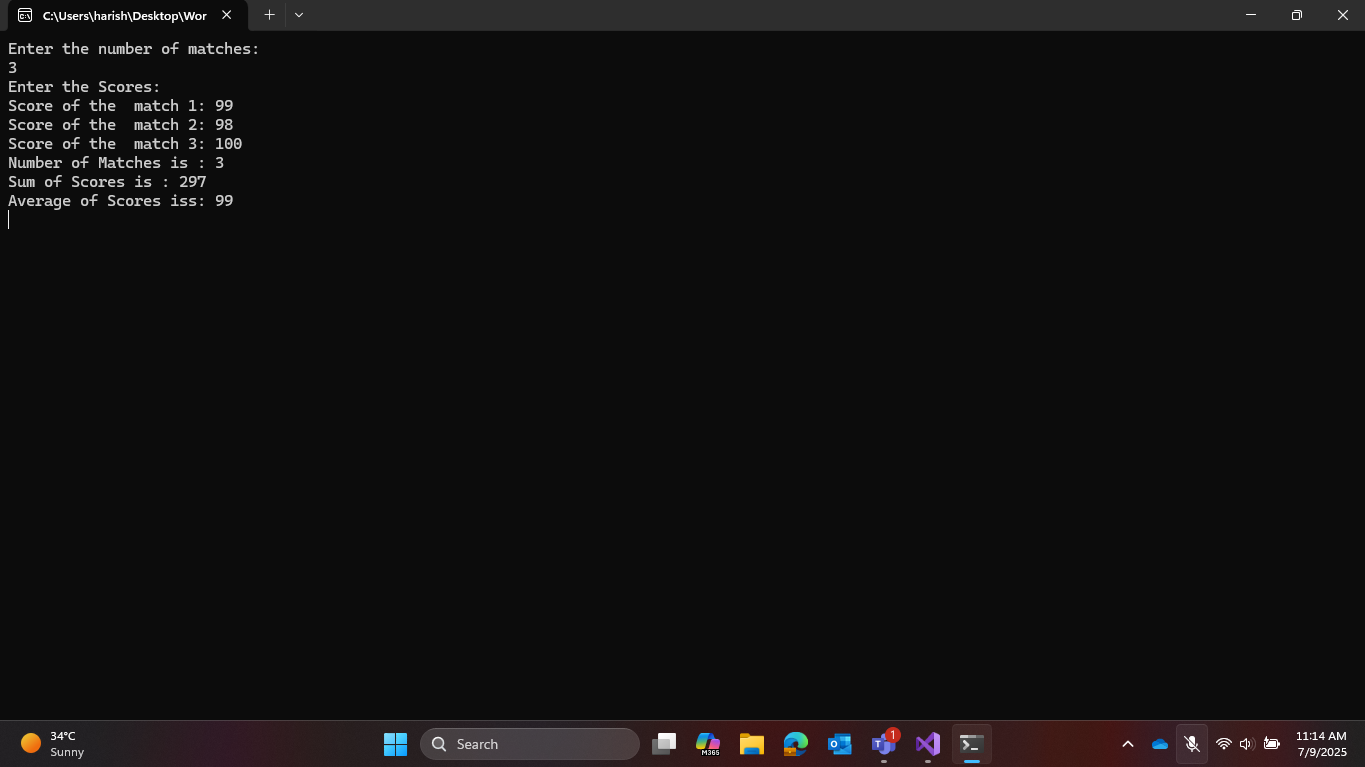 C:\Users\harish\Desktop\Wor
Enter the number of matches:
3
Enter the Scores:
Score of the  match 1: 99
Score of the  match 2: 98
Score of the  match 3: 100
Number of Matches is : 3
Sum of Scores is : 297
Average of Scores iss: 99
34°C
Sunny
Search
M365
1
11:14 AM
7/9/2025